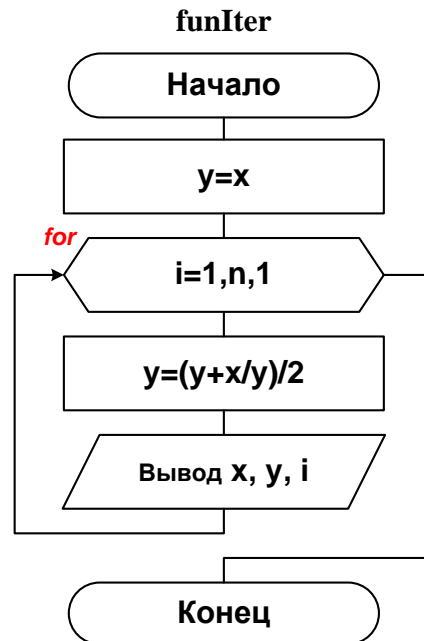 funIter
Начало
y=x
for
i=1,n,1
y=(y+x/y)/2
Вывод x, y, i
Конец